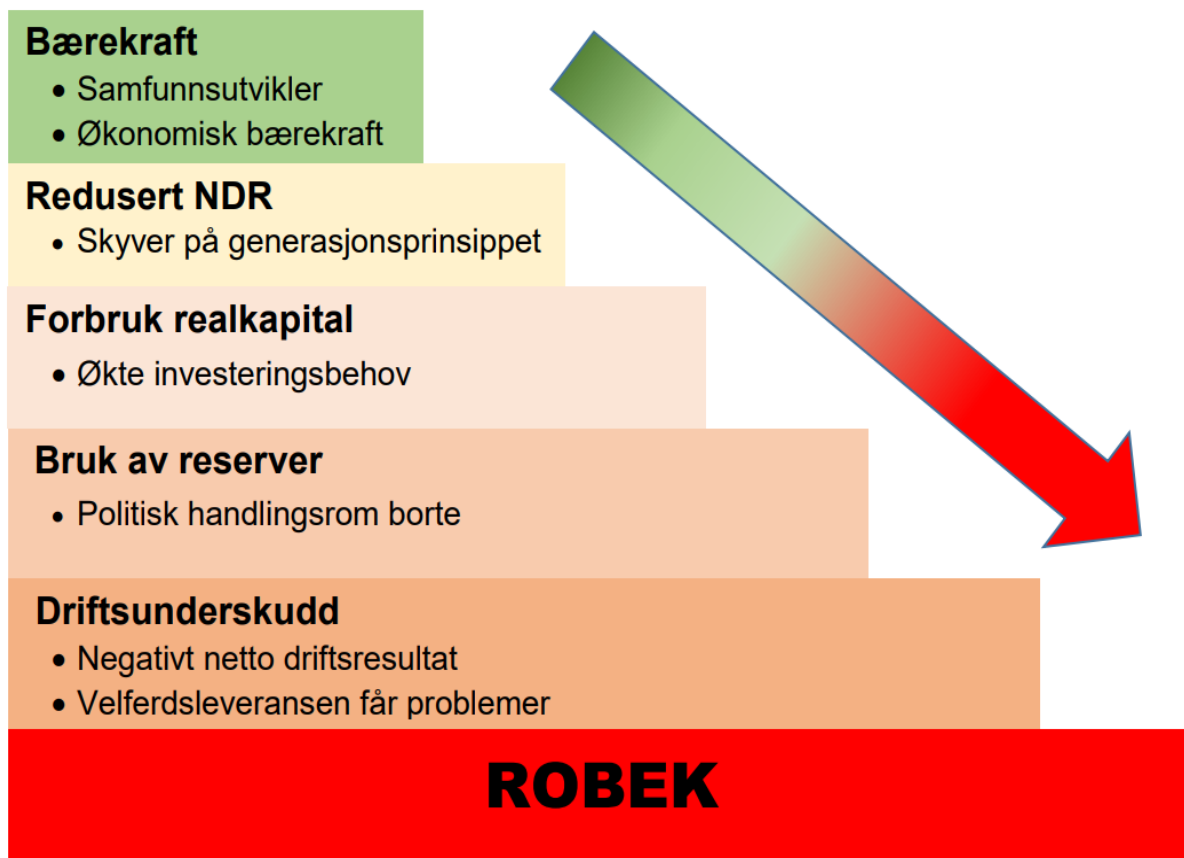 Bærekraft
• Samfunnsutvikler
• Økonomisk bærekraft
Redusert NDR
• Skyver på generasjonsprinsippet
Forbruk realkapital
• Økte investeringsbehov
Bruk av reserver
• Politisk handlingsrom borte
Driftsunderskudd
• Negativt netto driftsresultat
• Velferdsleveransen får problemer
ROBEK